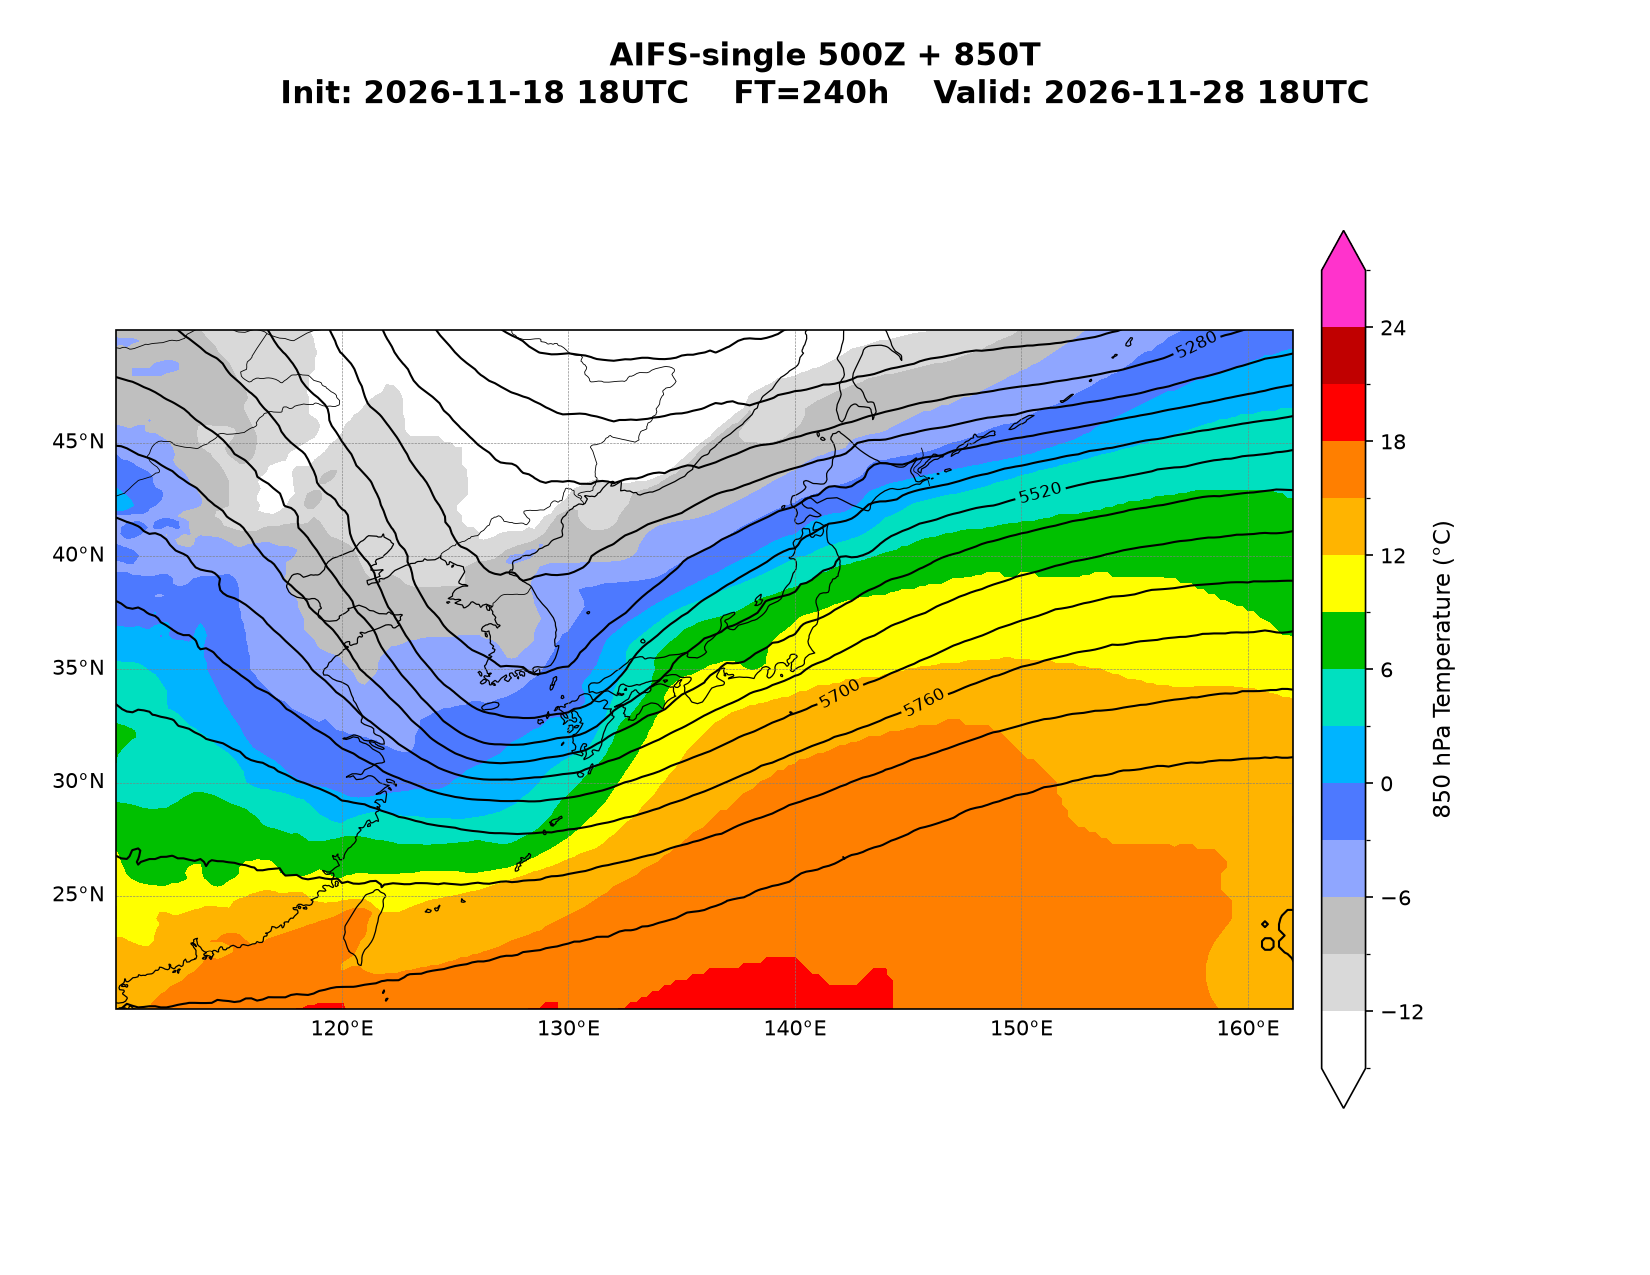 AIFS-single 500Z + 850T
Init: 2026-11-18 18UTC FT=240h Valid: 2026-11-28 18UTC
5280
5520
5700
5760
45°N
40°N
35°N
30°N
25°N
120°E
130°E
140°E
150°E
160°E
24
18
12
6
0
−6
−12
850 hPa Temperature (°C)